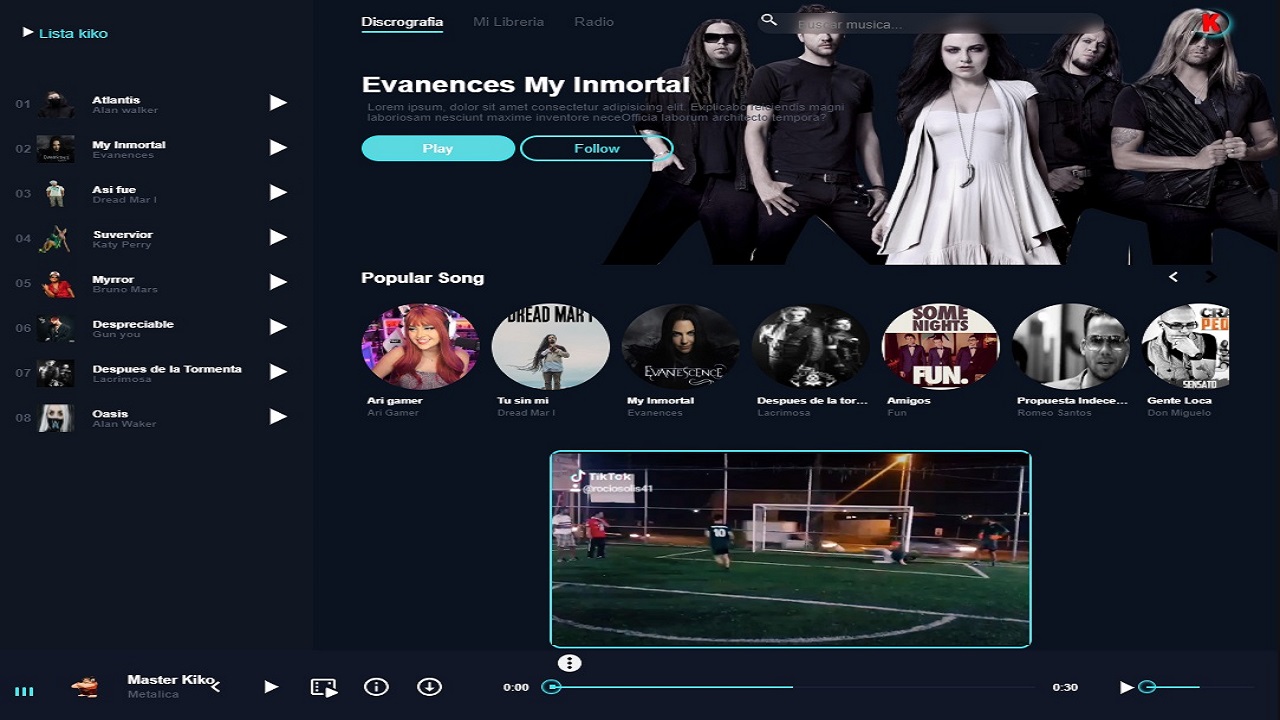 Lista kiko
01 Atlantis
Alan walker
02 My Inmortal
Evanences
03 Asi fue
Dread Mar I
04 Suvervior
Katy Perry
05 Myrror
Bruno Mars
06 Despreciable
Gun you
07 Despues de la Tormenta
Lacrimosa
08 Oasis
Alan Waker
Discrografia Mi Libreria Radio
Buscar musica...
K
Evanences My Inmortal
Lorem ipsum, dolor sit amet consectetur adipisicing elit. Explicabo reiciendis magni
laboriosam nesciunt maxime inventore neceOfficia laborum architecto tempora?
Play Follow
Popular Song
DREAD MAR I
EVANESCENCE
SOME
NIGHTS
FUN.
SENSATO
Ari gamer
Ari Gamer
Tu sin mi
Dread Mar I
My Inmortal
Evanences
Despues de la tor...
Lacrimosa
Amigos
Fun
Propuesta Indece...
Romeo Santos
Gente Loca
Don Miguelo
TikTok
@rociosolis41
10
Master Kiko
Metalica
0:00 0:30